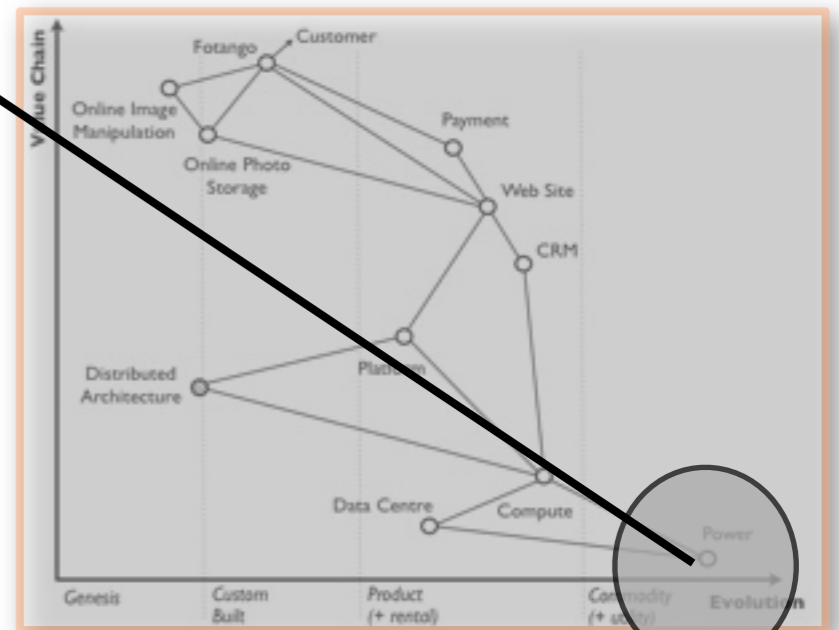 Value Chain
Customer
Fotango
Online Image
Manipulation
Payment
Online Photo
Storage
Web Site
CRM
Platform
Distributed
Architecture
Data Centre
Compute
Power
Genesis
Custom
Built
Product
(+ rental)
Commodity
(+ utility)
Evolution